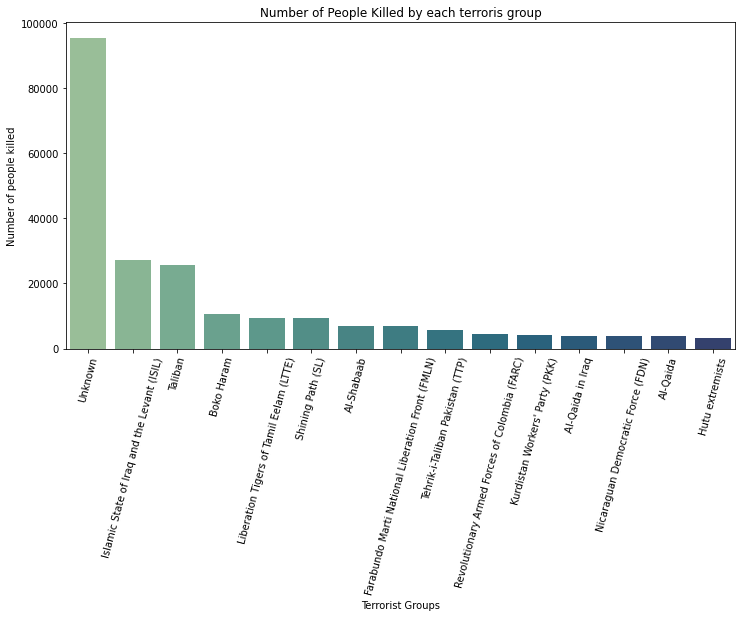 Number of People Killed by each terroris group
Number of people killed
100000
80000
60000
40000
20000
0
Unknown
Islamic State of Iraq and the Levant (ISIL)
Taliban
Boko Haram
Liberation Tigers of Tamil Eelam (LTTE)
Shining Path (SL)
Al-Shabaab
Farabundo Marti National Liberation Front (FMLN)
Tehrik-i-Taliban Pakistan (TTP)
Revolutionary Armed Forces of Colombia (FARC)
Kurdistan Workers' Party (PKK)
Al-Qaida in Iraq
Nicaraguan Democratic Force (FDN)
Al-Qaida
Hutu extremists
Terrorist Groups